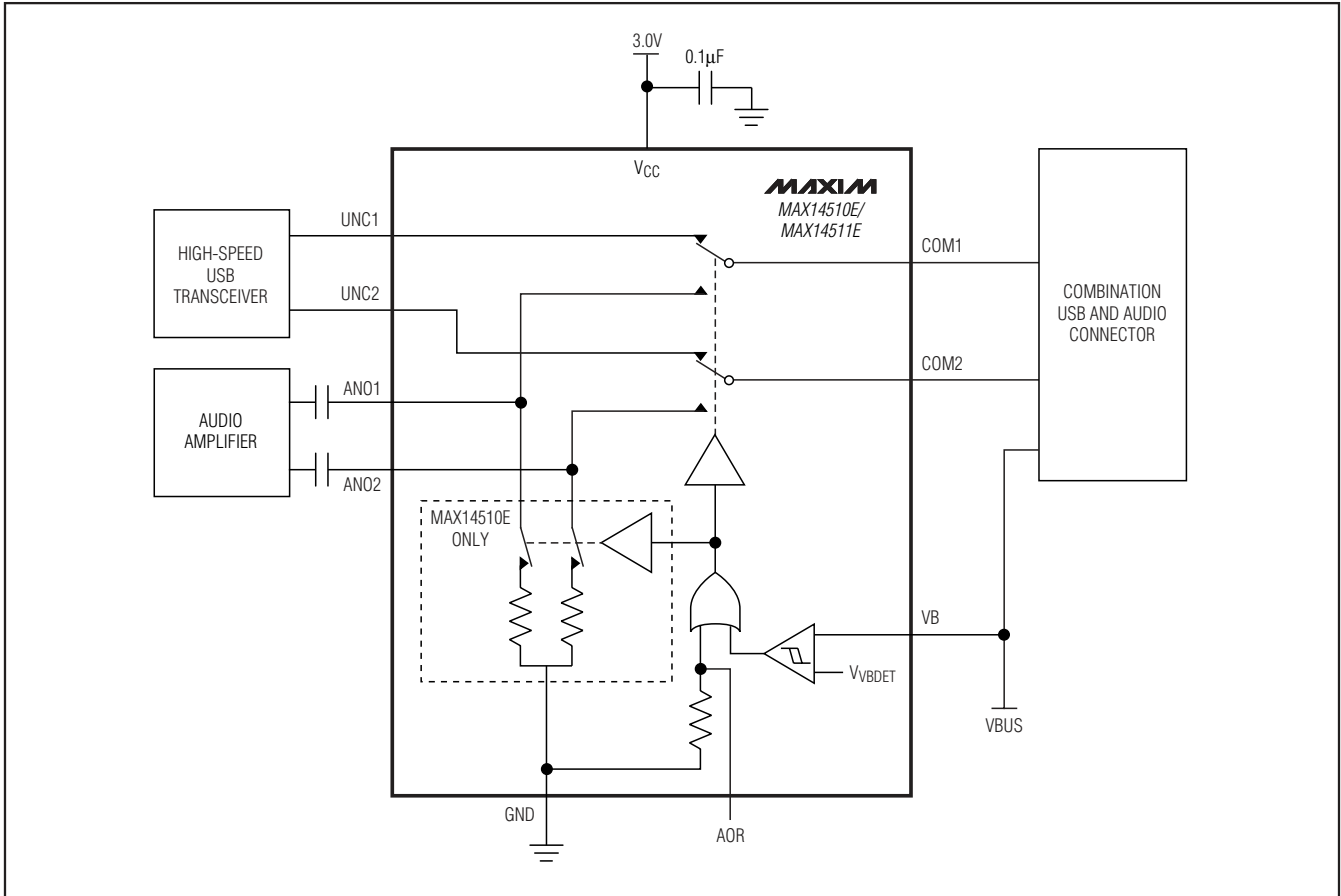 3.0V
0.1μF
VCC
MAXIM
MAX14510E/
MAX14511E
UNC1
COM1
HIGH-SPEED
USB
TRANSCEIVER
UNC2
COMBINATION
USB AND AUDIO
CONNECTOR
COM2
ANO1
AUDIO
AMPLIFIER
ANO2
MAX14510E
ONLY
VB
VVBDET
VBUS
GND
AOR